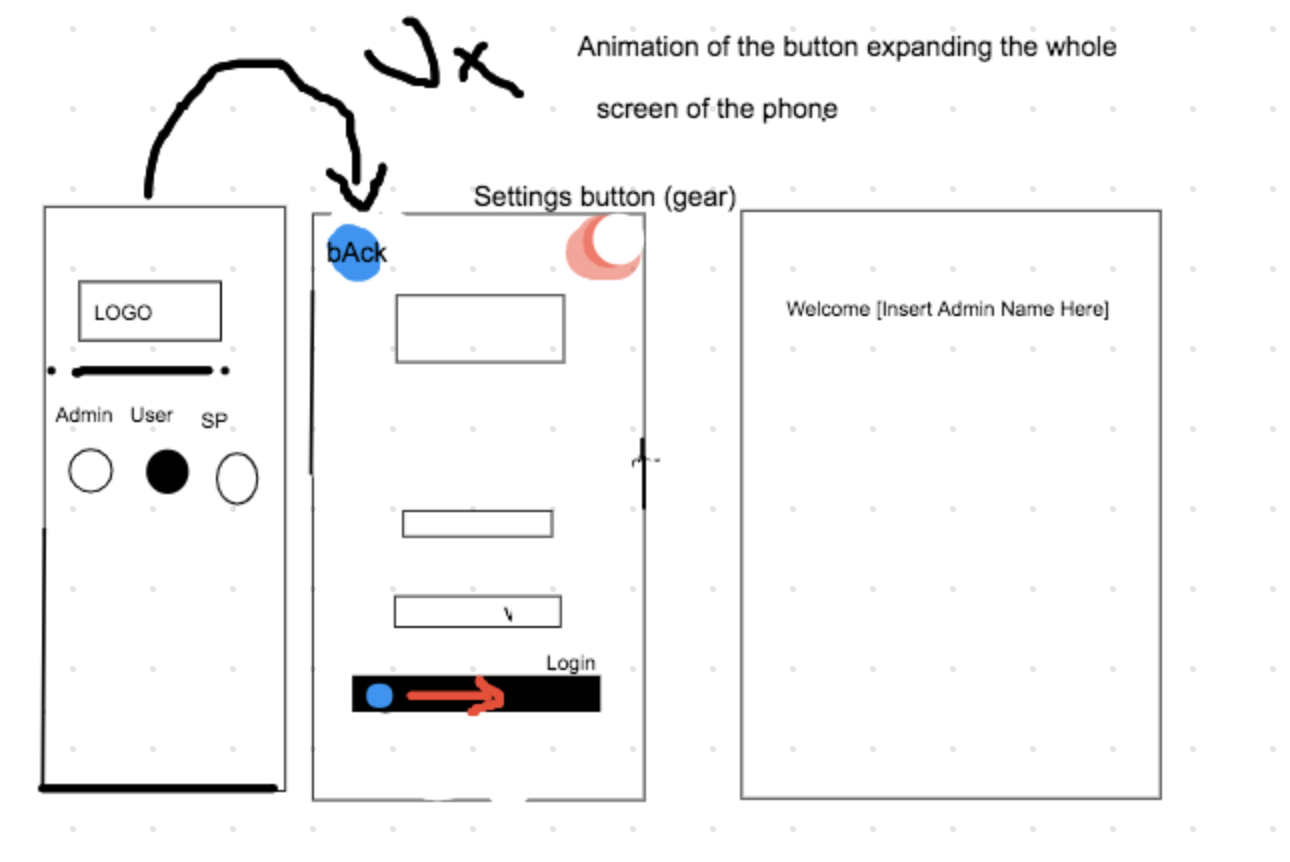 Animation of the button expanding the whole
screen of the phone
Settings button (gear)
LOGO
Admin User SP
bAck
Login
Welcome [Insert Admin Name Here]